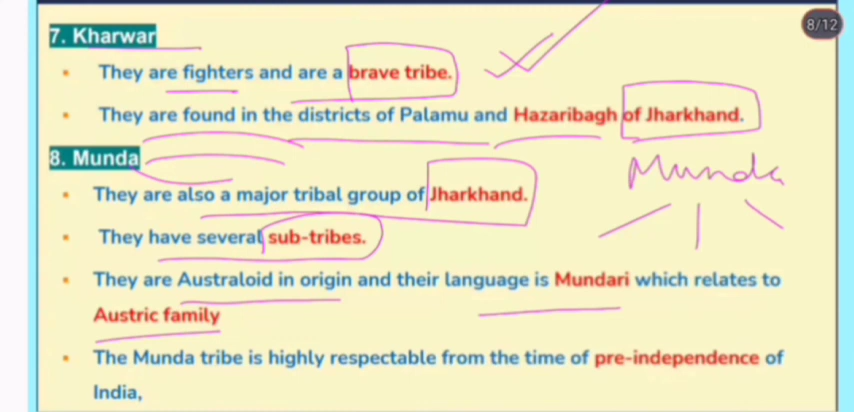 8/12
7. Kharwar
• They are fighters and are a brave tribe.
• They are found in the districts of Palamu and Hazaribagh of Jharkhand.
8. Munda
• They are also a major tribal group of Jharkhand.
Munda
• They have several sub-tribes.
• They are Australoid in origin and their language is Mundari which relates to
Austric family
• The Munda tribe is highly respectable from the time of pre-independence of
India,